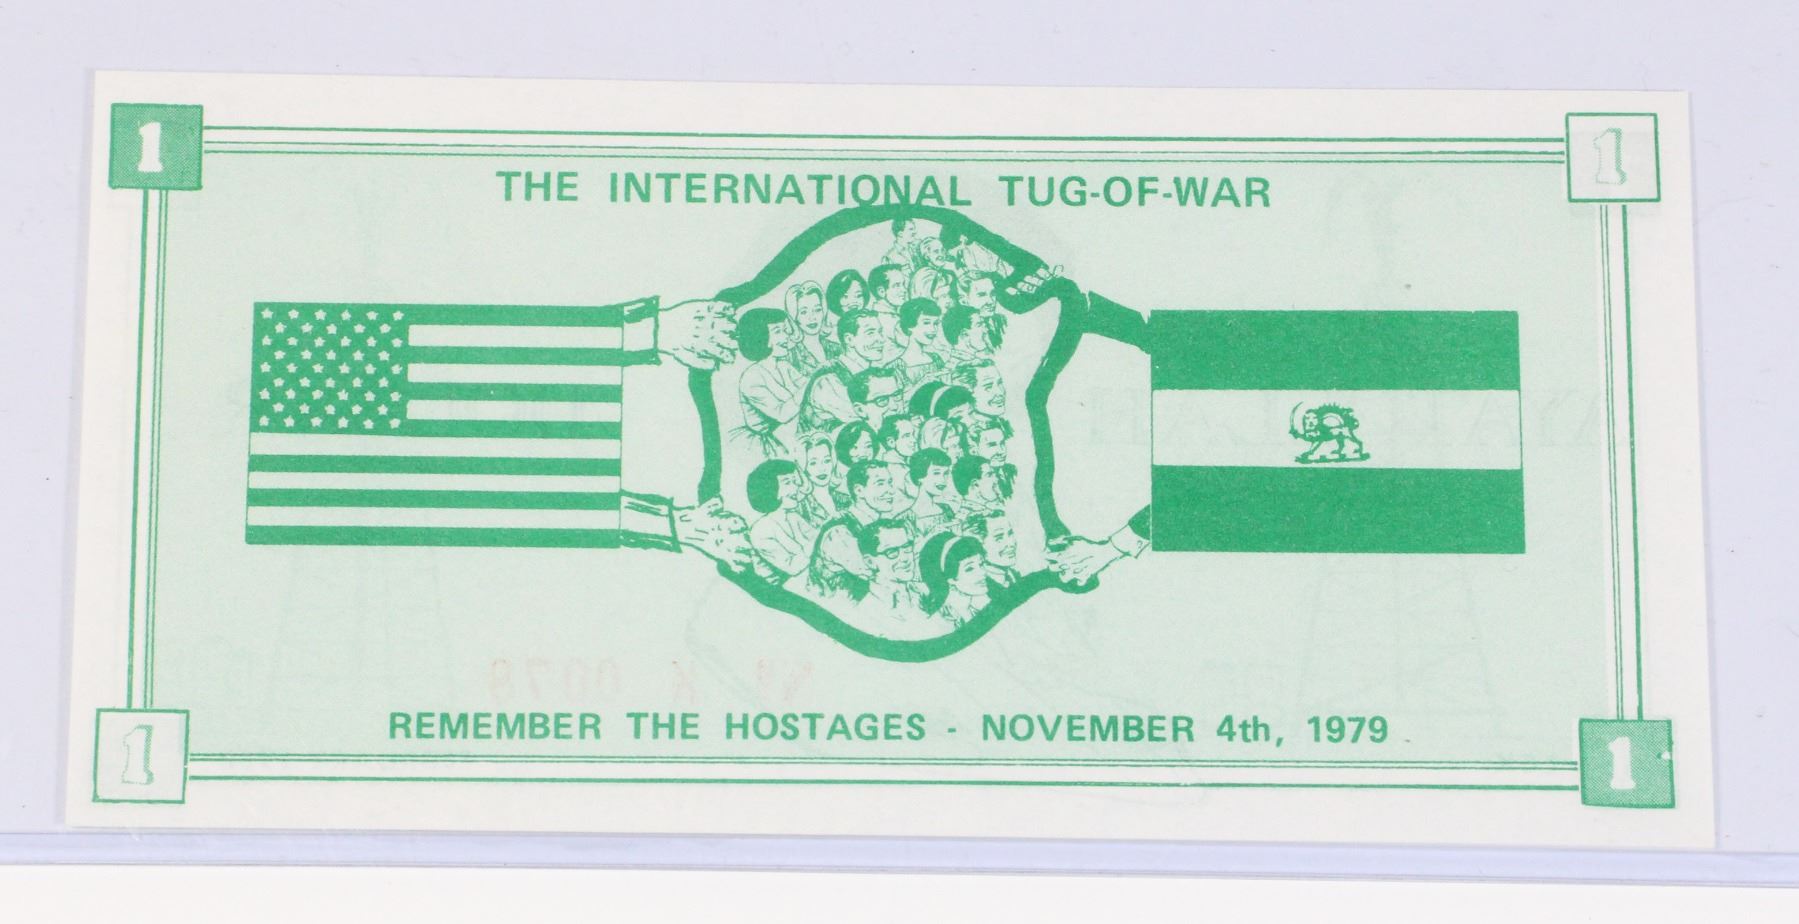 1 1
THE INTERNATIONAL TUG-OF-WAR
REMEMBER THE HOSTAGES - NOVEMBER 4th, 1979
1 1